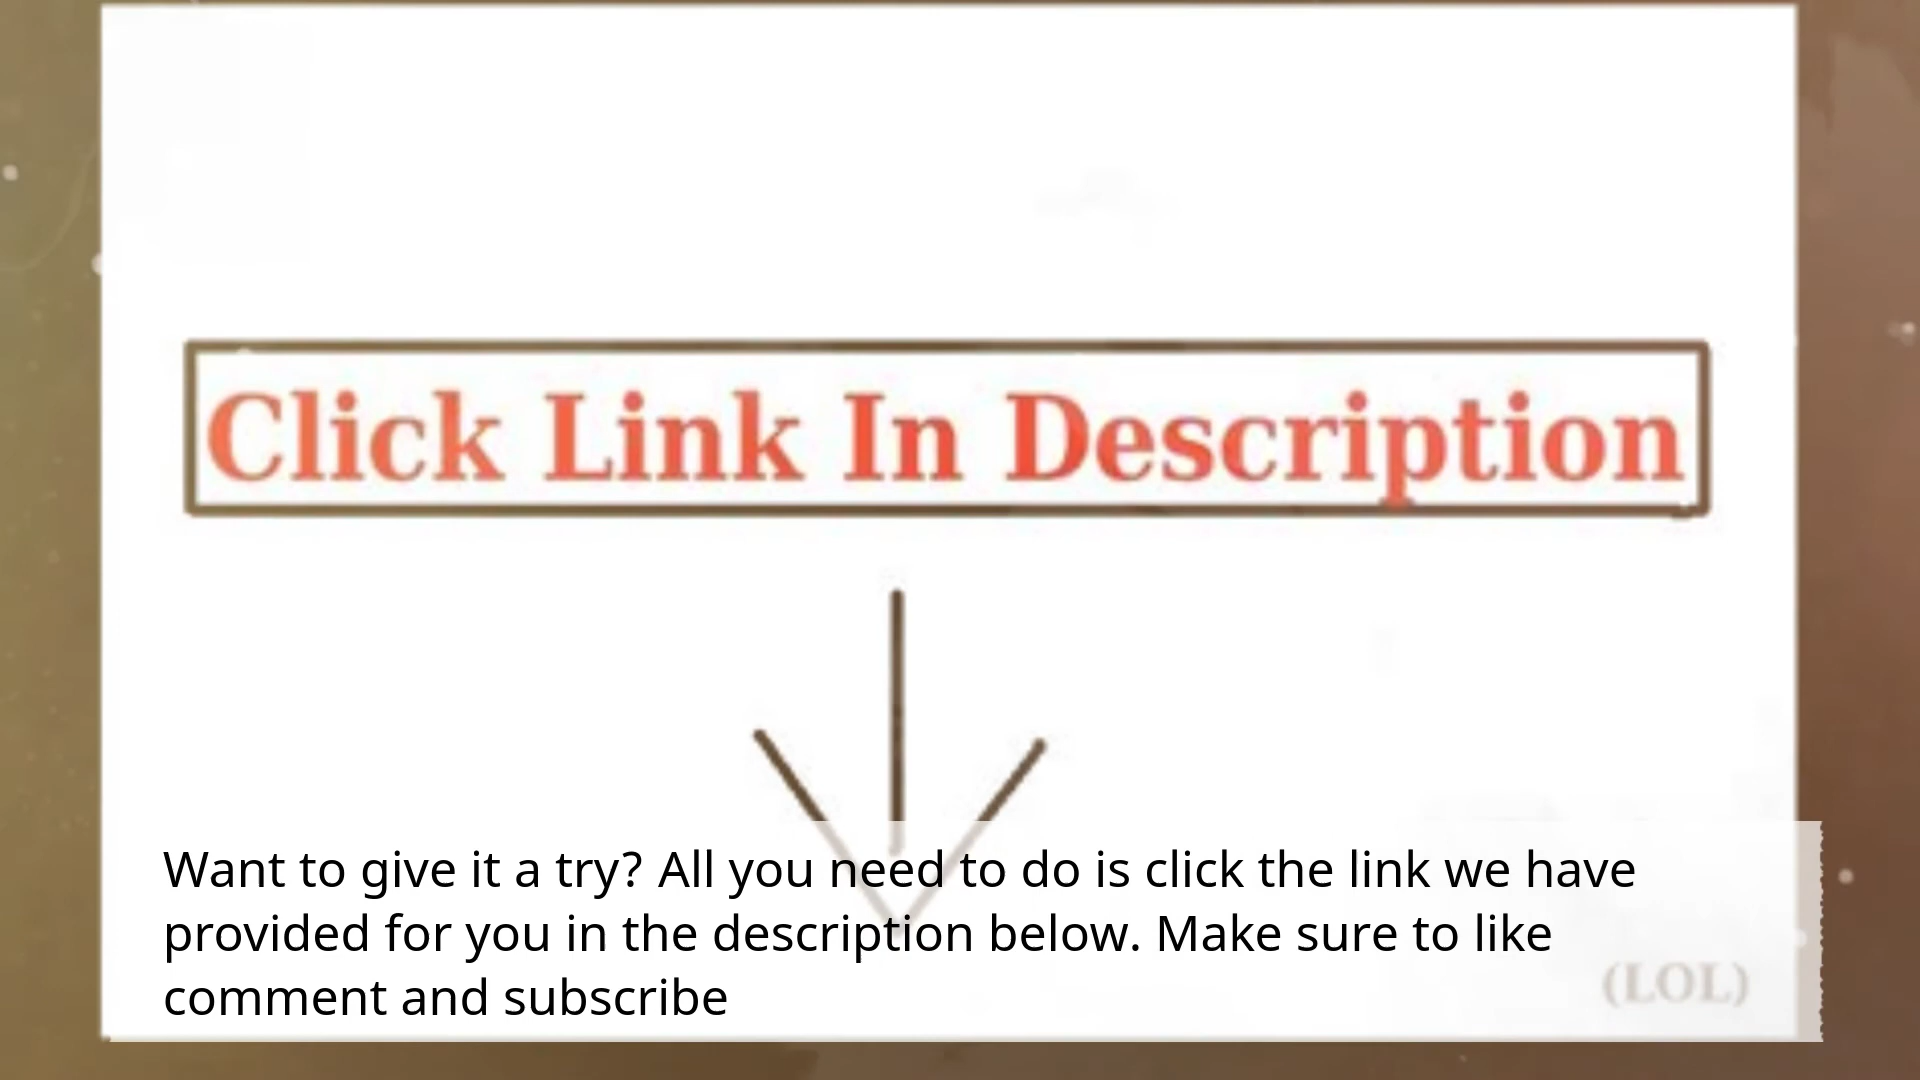 Click Link In Description
Want to give it a try? All you need to do is click the link we have
provided for you in the description below. Make sure to like
comment and subscribe
(LOL)